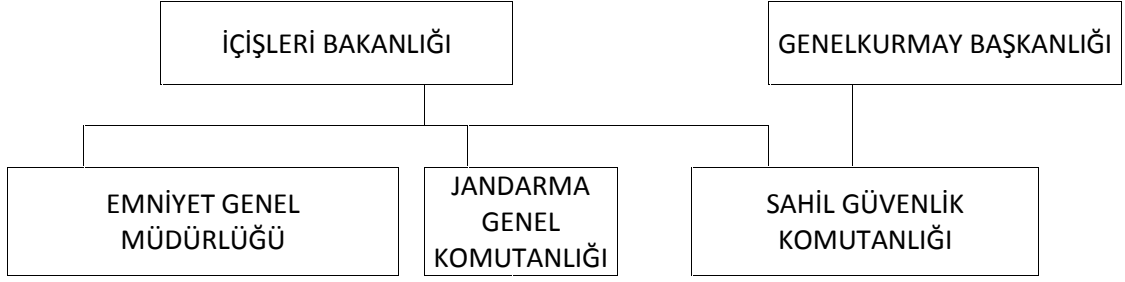 İÇİŞLERİ BAKANLIĞI
GENELKURMAY BAŞKANLIĞI
EMNİYET GENEL
MÜDÜRLÜĞÜ
JANDARMA
GENEL
KOMUTANLIĞI
SAHİL GÜVENLİK
KOMUTANLIĞI